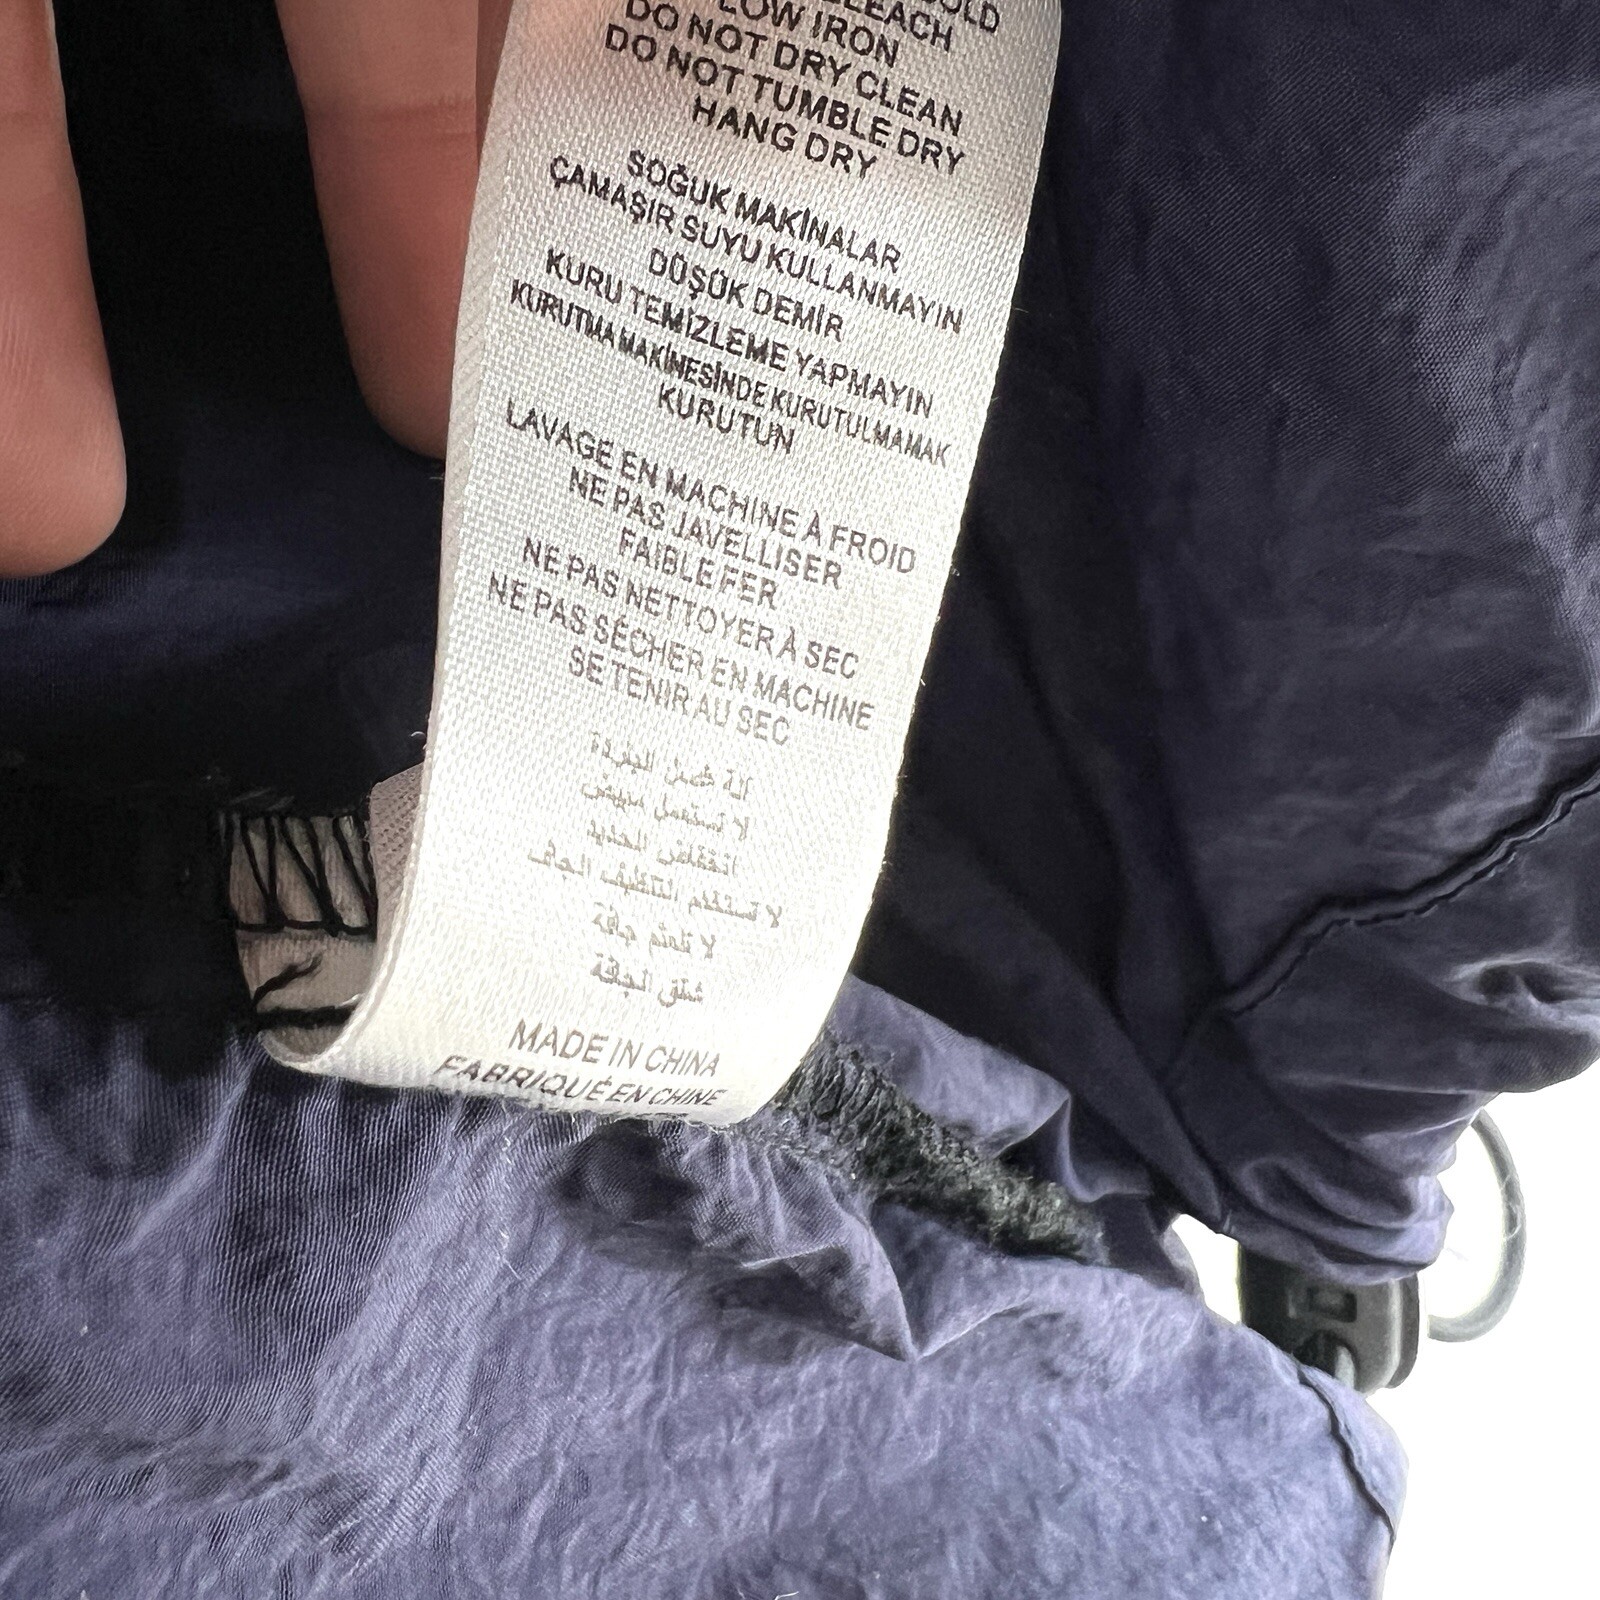 LOW IRON
DO NOT DRY CLEAN
DO NOT TUMBLE DRY
HANG DRY
SOĞUK MAKİNALAR
ÇAMAŞIR SUYU KULLANMAYIN
DÜŞÜK DEMİR
KURU TEMİZLEME YAPMAYIN
KURUTMA MAKİNESİNDE KURUTULMAMAK
KURUTUN
LAVAGE EN MACHINE À FROID
NE PAS JAVELLISER
FAIBLE FER
NE PAS NETTOYER À SEC
NE PAS SÉCHER EN MACHINE
SE TENIR AU SEC
لا تستعمل مبيض
MADE IN CHINA
FABRIQUÉ EN CHINE